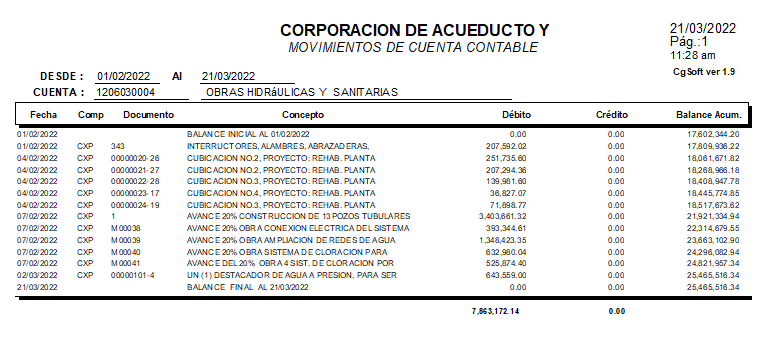 CORPORACION DE ACUEDUCTO Y
MOVIMIENTOS DE CUENTA CONTABLE
21/03/2022
Pág.:1
11:28 am
CgSoft ver 1.9
DESDE : 01/02/2022 Al 21/03/2022
CUENTA : 1206030004 OBRAS HIDRáULICAS Y SANITARIAS
Fecha Comp Documento Concepto Débito Crédito Balance Acum.
01/02/2022 BALANCE INICIAL AL 01/02/2022 0.00 0.00 17,602,344.20
01/02/2022 CXP 343 INTERRUCTORES, ALAMBRES, ABRAZADERAS, 207,592.02 0.00 17,809,936.22
04/02/2022 CXP 00000020-26 CUBICACION NO.2, PROYECTO: REHAB. PLANTA 251,735.60 0.00 18,061,671.82
04/02/2022 CXP 00000021-27 CUBICACION NO.2, PROYECTO: REHAB. PLANTA 207,294.36 0.00 18,268,966.18
04/02/2022 CXP 00000022-28 CUBICACION NO.3, PROYECTO: REHAB. PLANTA 139,981.60 0.00 18,408,947.78
04/02/2022 CXP 00000023-17 CUBICACION NO.4, PROYECTO: REHAB. PLANTA 36,827.07 0.00 18,445,774.85
04/02/2022 CXP 00000024-19 CUBICACION NO.3, PROYECTO: REHAB. PLANTA 71,898.77 0.00 18,517,673.62
07/02/2022 CXP 1 AVANCE 20% CONSTRUCCION DE 13 POZOS TUBULARES 3,403,661.32 0.00 21,921,334.94
07/02/2022 CXP M00038 AVANCE 20% OBRA CONEXION ELECTRICA DEL SISTEMA 393,344.61 0.00 22,314,679.55
07/02/2022 CXP M00039 AVANCE 20% OBRA AMPLIACION DE REDES DE AGUA 1,348,423.35 0.00 23,663,102.90
07/02/2022 CXP M00040 AVANCE 20% OBRA SISTEMA DE CLORACION PARA 632,980.04 0.00 24,296,082.94
07/02/2022 CXP M00041 AVANCE DEL 20% OBRA 4 SIST. DE CLORACION POR 525,874.40 0.00 24,821,957.34
02/03/2022 CXP 00000101-4 UN (1) DESTACADOR DE AGUA A PRESION, PARA SER 643,559.00 0.00 25,465,516.34
21/03/2022 BALANCE FINAL AL 21/03/2022 0.00 0.00 25,465,516.34
7,863,172.14 0.00